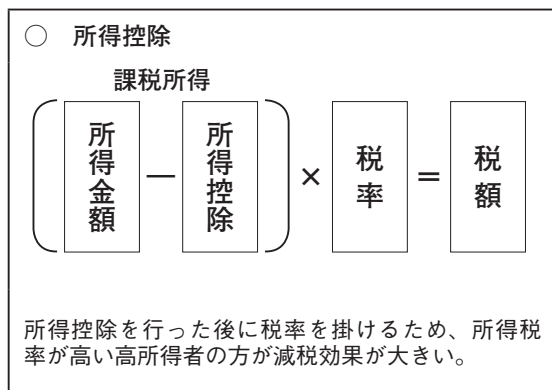 ○ 所得控除
課税所得
(所得金額 － 所得控除) × 税率 ＝ 税額
所得控除を行った後に税率を掛けるため、所得税
率が高い高所得者の方が減税効果が大きい。